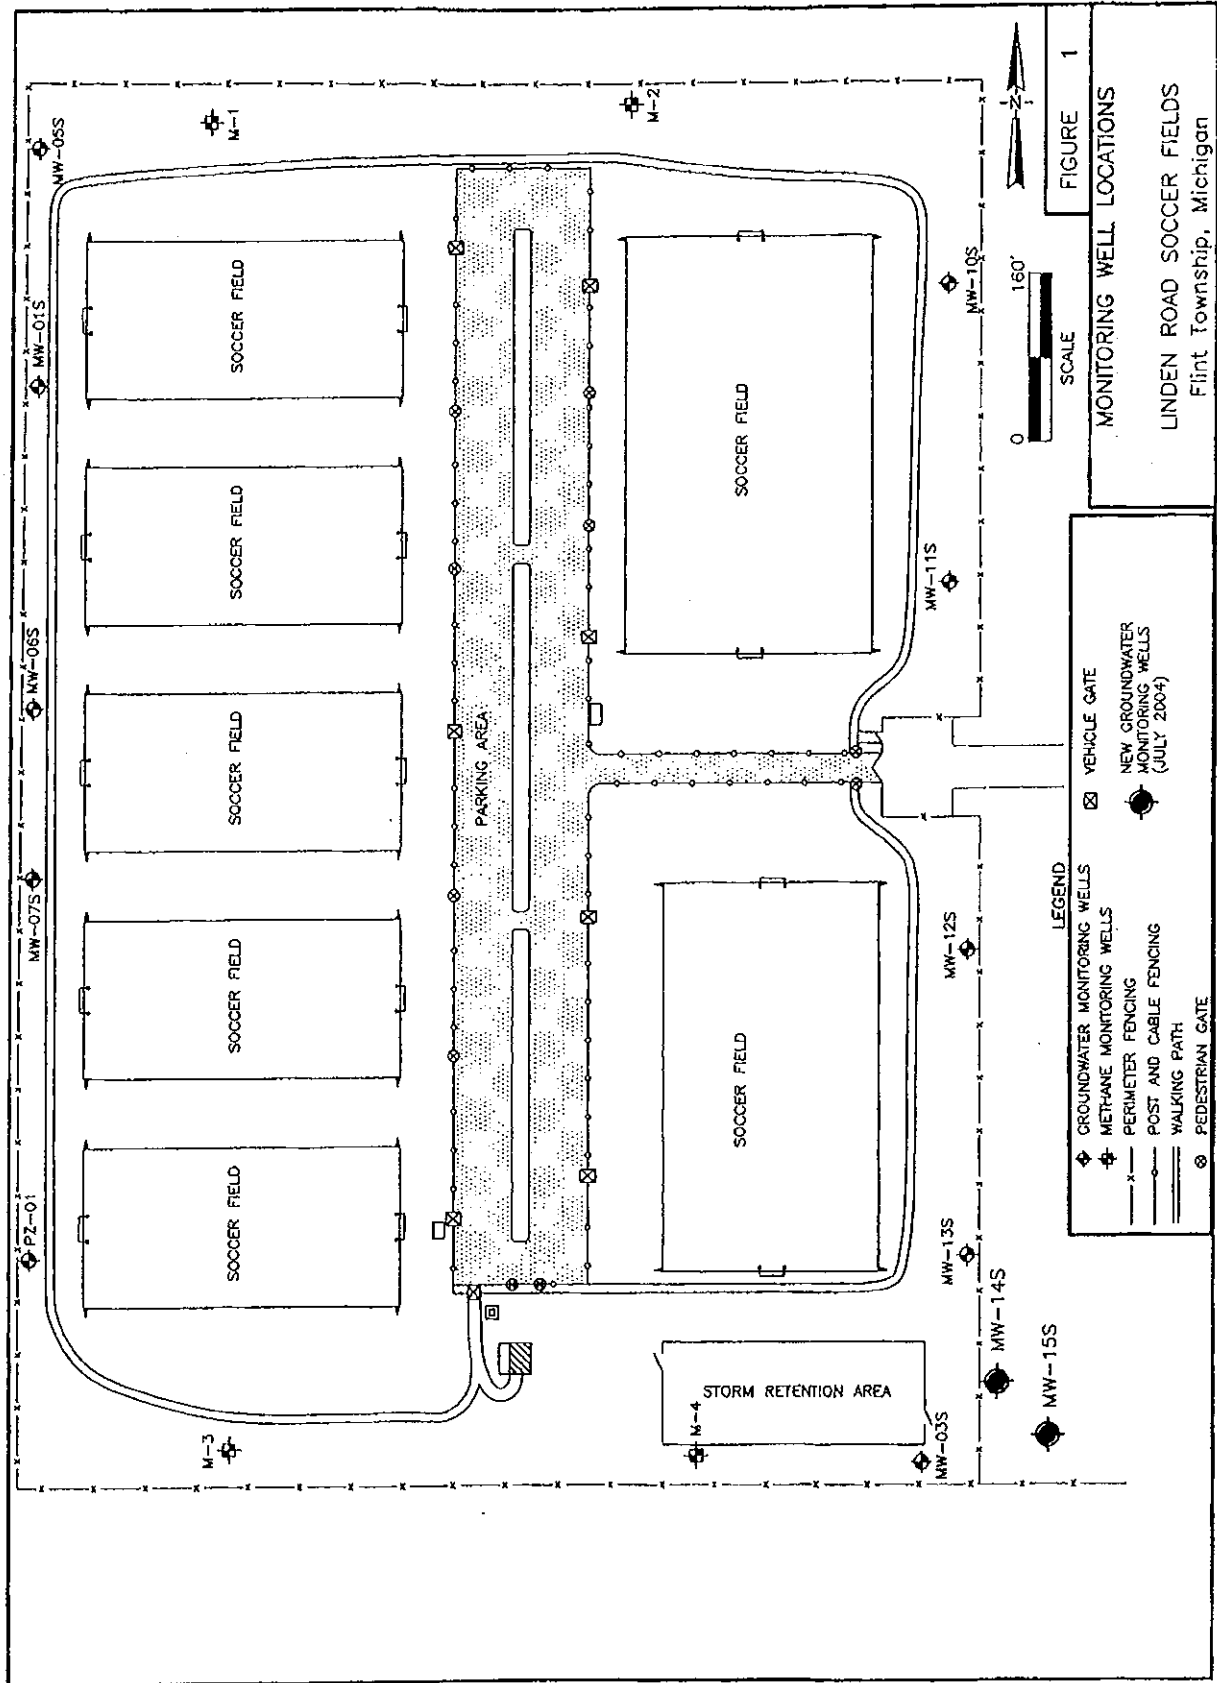 MW-05S
MW-01S
MW-06S
MW-07S
PZ-01
M-1
M-2
M-3
M-4
SOCCER FIELD
SOCCER FIELD
SOCCER FIELD
SOCCER FIELD
SOCCER FIELD
PARKING AREA
SOCCER FIELD
SOCCER FIELD
STORM RETENTION AREA
MW-03S
MW-13S
MW-12S
MW-11S
MW-10S
MW-14S
MW-15S
LEGEND
GROUNDWATER MONITORING WELLS
METHANE MONITORING WELLS
PERIMETER FENCING
POST AND CABLE FENCING
WALKING PATH
PEDESTRIAN GATE
VEHICLE GATE
NEW GROUNDWATER
MONITORING WELLS
(JULY 2004)
N
0 160'
SCALE
FIGURE 1
MONITORING WELL LOCATIONS
LINDEN ROAD SOCCER FIELDS
Flint Township, Michigan